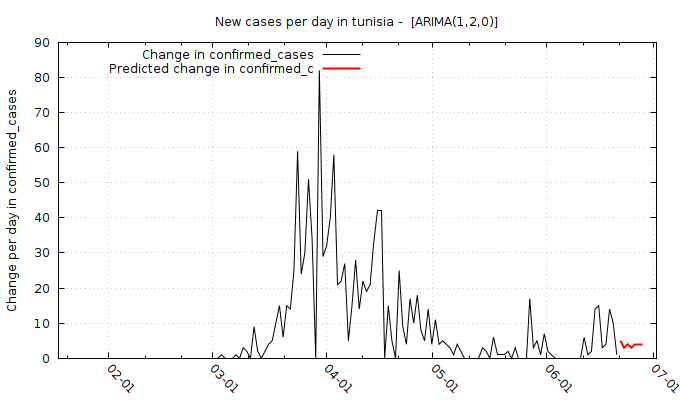 New cases per day in tunisia -  [ARIMA(1,2,0)]
Change in confirmed_cases
Predicted change in confirmed_c
Change per day in confirmed_cases
90
80
70
60
50
40
30
20
10
0
02-01 03-01 04-01 05-01 06-01 07-01